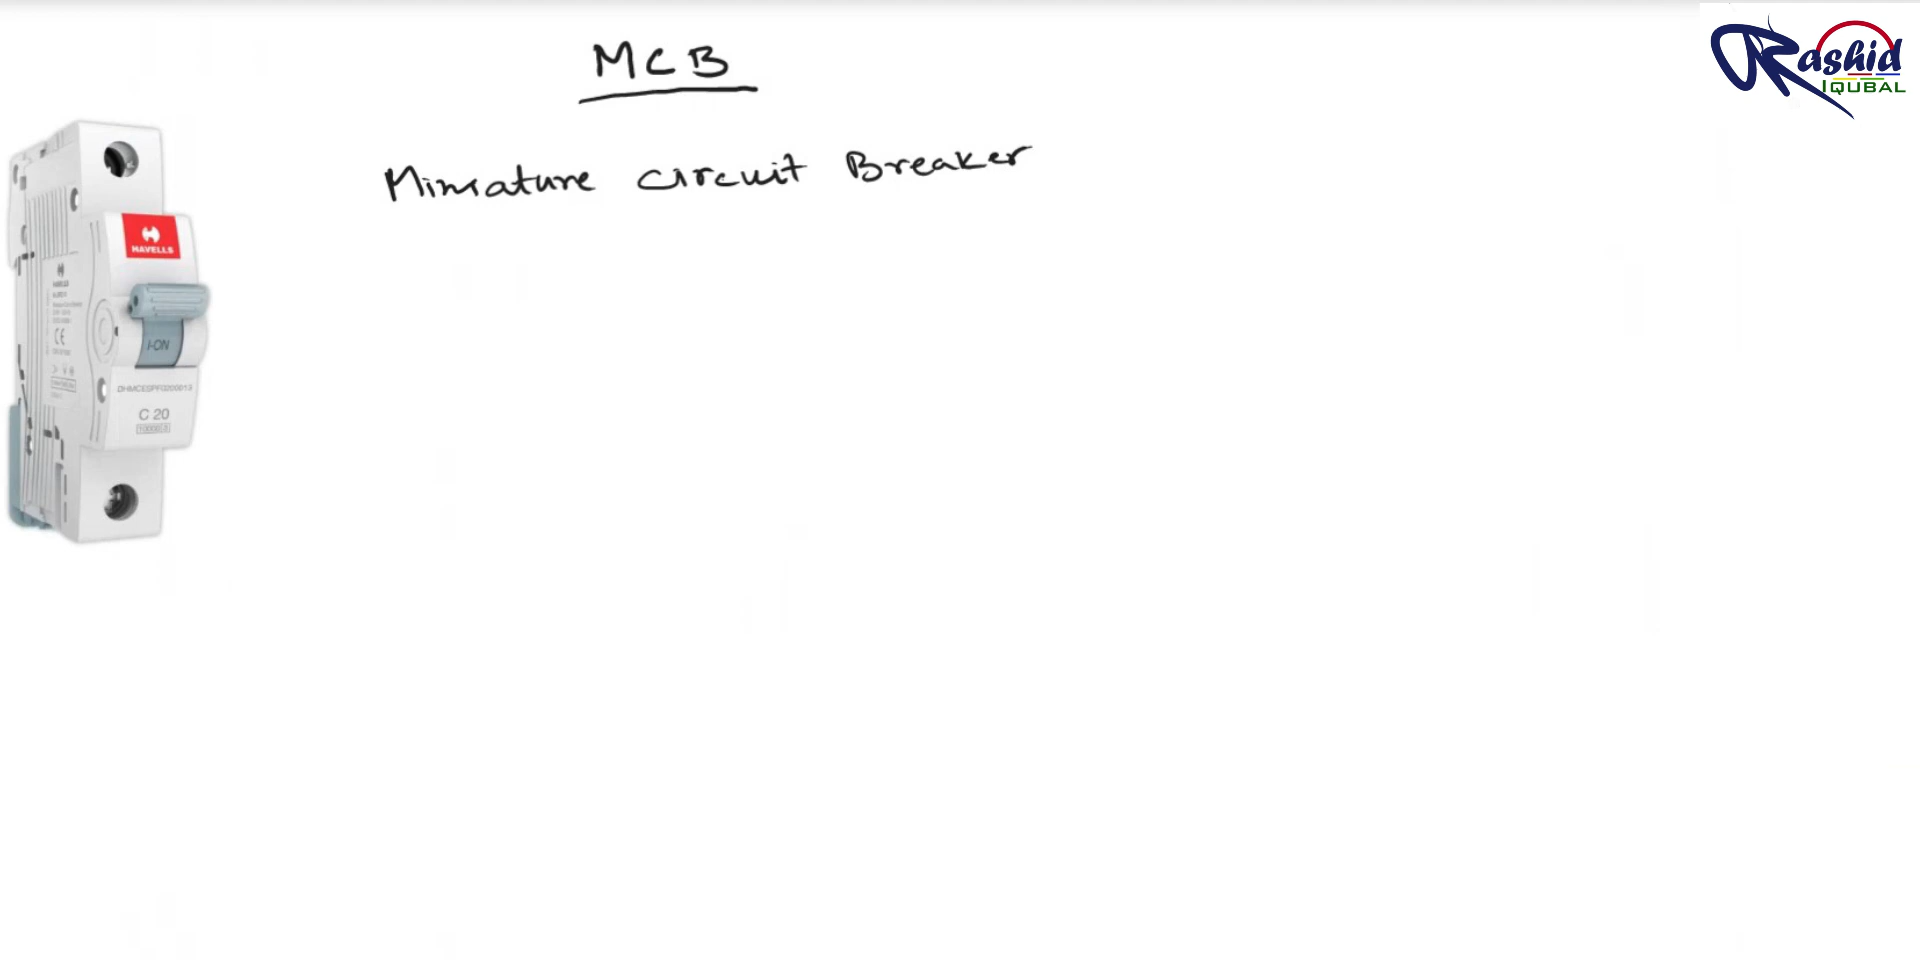 MCB
Rashid
IQUBAL
Miniature circuit Breaker
HAVELLS
I-ON
C 20